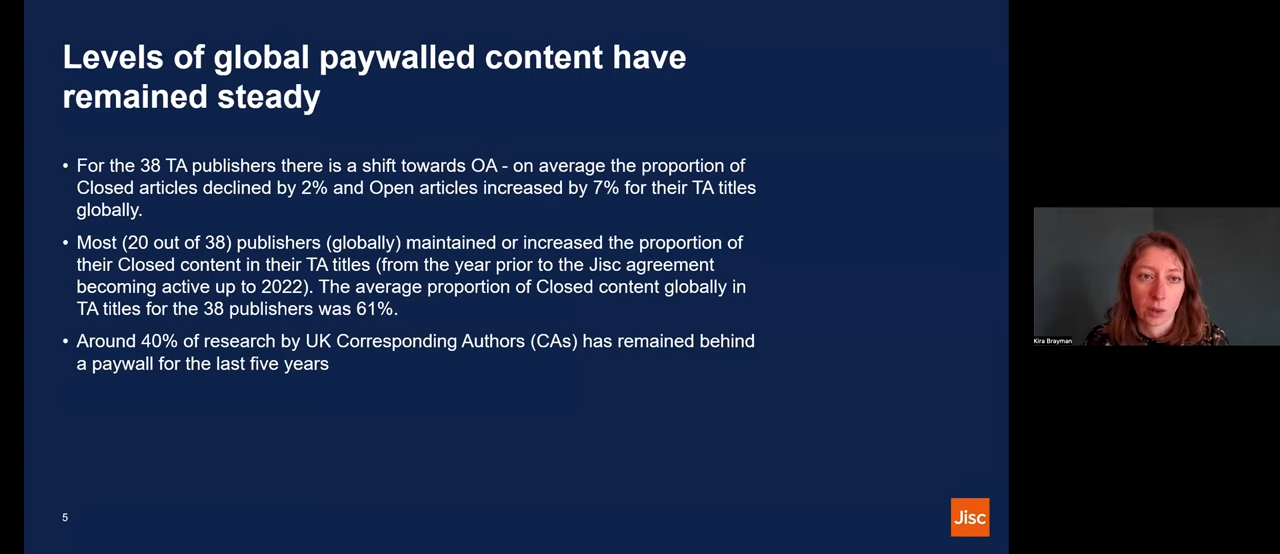 Levels of global paywalled content have
remained steady
• For the 38 TA publishers there is a shift towards OA - on average the proportion of
Closed articles declined by 2% and Open articles increased by 7% for their TA titles
globally.
• Most (20 out of 38) publishers (globally) maintained or increased the proportion of
their Closed content in their TA titles (from the year prior to the Jisc agreement
becoming active up to 2022). The average proportion of Closed content globally in
TA titles for the 38 publishers was 61%.
• Around 40% of research by UK Corresponding Authors (CAs) has remained behind
a paywall for the last five years
Kira Brayman
5
Jisc